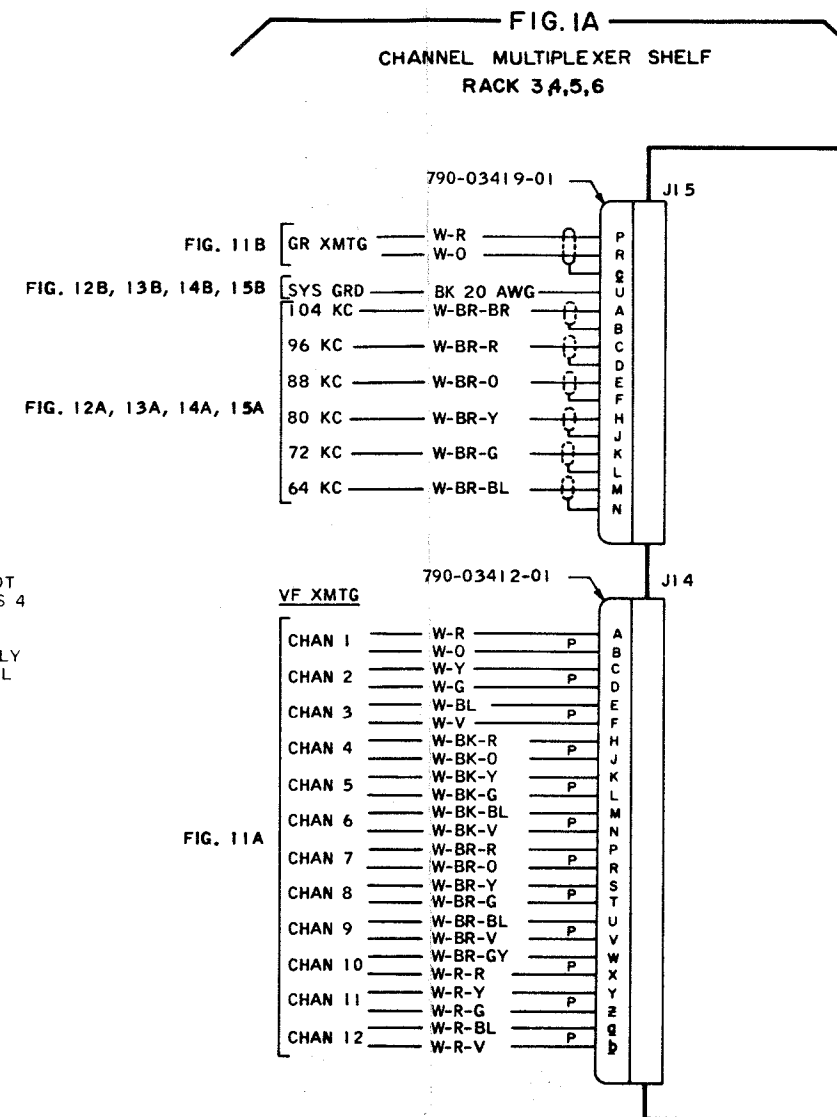 FIG. 1A
CHANNEL MULTIPLEXER SHELF
RACK 3,4,5,6
790-03419-01
J15
FIG. 11B
GR XMTG
W-R
P
W-O
R
c
FIG. 12B, 13B, 14B, 15B
SYS GRD
BK 20 AWG
U
104 KC
W-BR-BR
A
B
96 KC
W-BR-R
C
D
88 KC
W-BR-O
E
F
FIG. 12A, 13A, 14A, 15A
80 KC
W-BR-Y
H
J
72 KC
W-BR-G
K
L
64 KC
W-BR-BL
M
N
OT
S 4
LY
L
790-03412-01
J14
VF XMTG
FIG. 11A
CHAN 1
W-R
A
P
W-O
B
CHAN 2
W-Y
C
P
W-G
D
CHAN 3
W-BL
E
P
W-V
F
CHAN 4
W-BK-R
H
P
W-BK-O
J
CHAN 5
W-BK-Y
K
P
W-BK-G
L
CHAN 6
W-BK-BL
M
P
W-BK-V
N
CHAN 7
W-BR-R
P
P
W-BR-O
R
CHAN 8
W-BR-Y
S
P
W-BR-G
T
CHAN 9
W-BR-BL
U
P
W-BR-V
V
CHAN 10
W-BR-GY
W
P
W-R-R
X
CHAN 11
W-R-Y
Y
P
W-R-G
Z
CHAN 12
W-R-BL
a
P
W-R-V
b